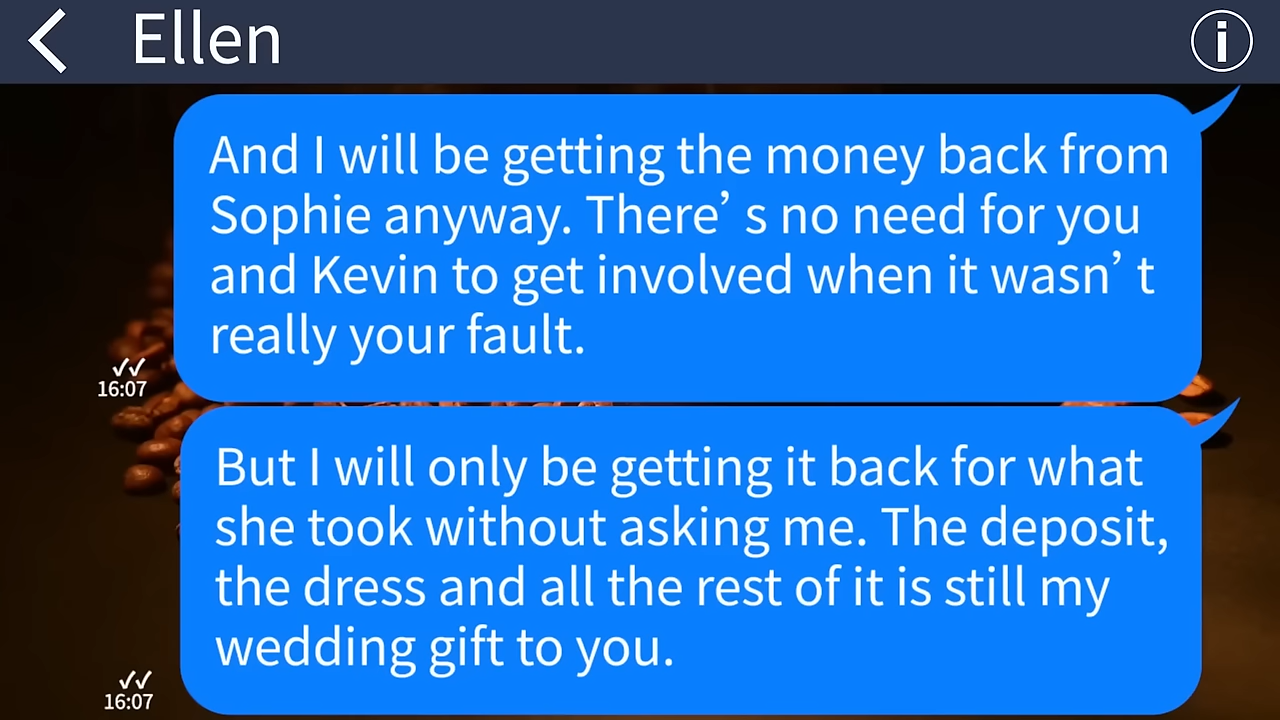 Ellen
And I will be getting the money back from
Sophie anyway. There’s no need for you
and Kevin to get involved when it wasn’t
really your fault.
16:07
But I will only be getting it back for what
she took without asking me. The deposit,
the dress and all the rest of it is still my
wedding gift to you.
16:07